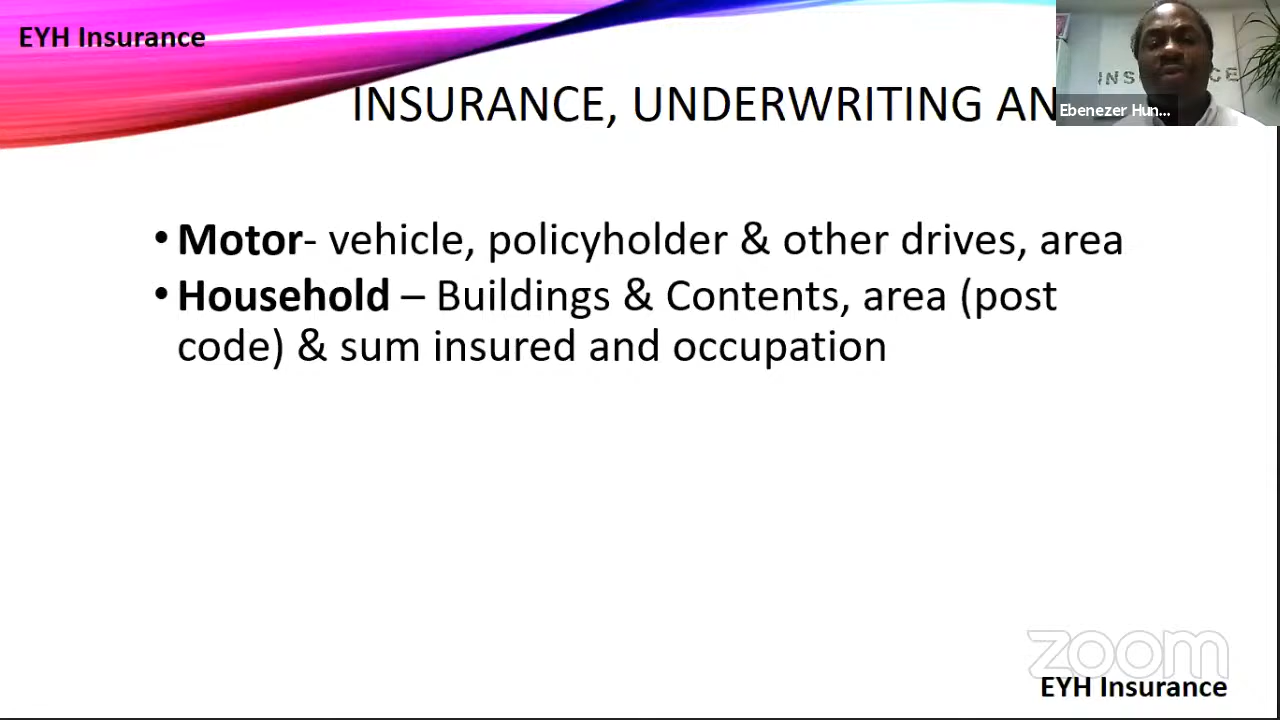 EYH Insurance
INSURANCE, UNDERWRITING AN
Ebenezer Hun...
• Motor- vehicle, policyholder & other drives, area
• Household – Buildings & Contents, area (post
code) & sum insured and occupation
zoom
EYH Insurance